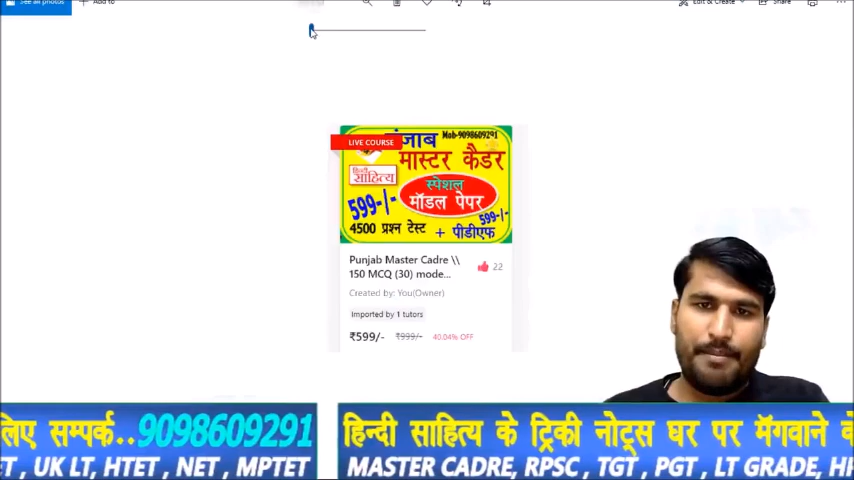 See all photos
Add to
Edit & Create
Share
LIVE COURSE
पंजाब
Mob-9098609291
मास्टर कैडर
हिन्दी
साहित्य
स्पेशल
मॉडल पेपर
599-/-
599-/-
4500 प्रश्न टेस्ट + पीडीएफ
Punjab Master Cadre \\
150 MCQ (30) mode...
22
Created by: You(Owner)
Imported by 1 tutors
₹599/- ₹999/- 40.04% OFF
लिए सम्पर्क..9098609291
हिन्दी साहित्य के ट्रिकी नोट्स घर पर मँगवाने
, UK LT, HTET , NET , MPTET
MASTER CADRE, RPSC , TGT , PGT , LT GRADE,